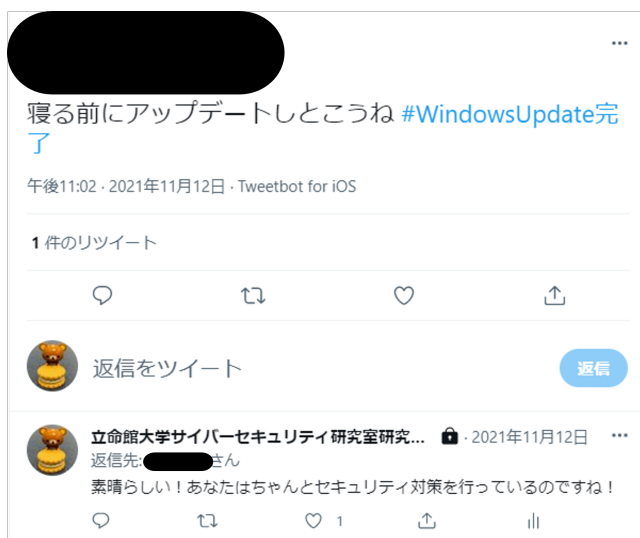 寝る前にアップデートしとこうね #WindowsUpdate完
了
午後11:02 · 2021年11月12日 · Tweetbot for iOS
1 件のリツイート
返信をツイート
返信
立命館大学サイバーセキュリティ研究室研究... · 2021年11月12日
返信先: さん
素晴らしい！あなたはちゃんとセキュリティ対策を行っているのですね！
1